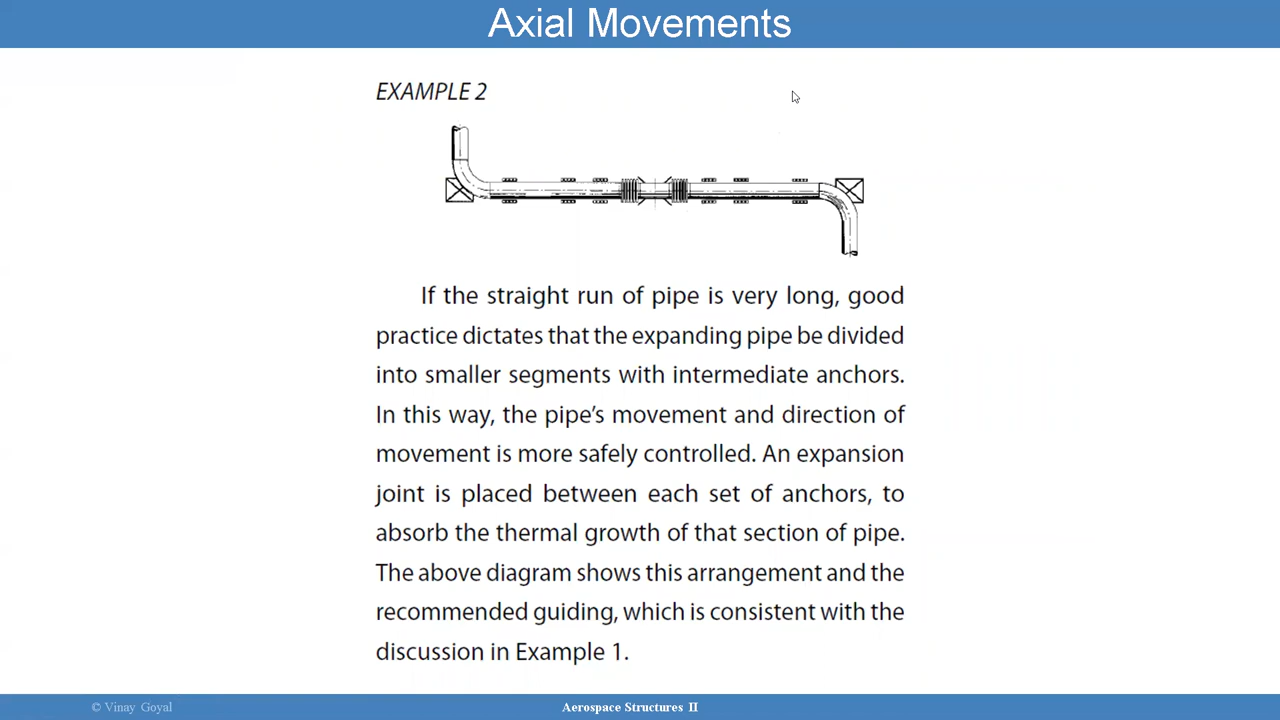 Axial Movements
EXAMPLE 2
If the straight run of pipe is very long, good
practice dictates that the expanding pipe be divided
into smaller segments with intermediate anchors.
In this way, the pipe’s movement and direction of
movement is more safely controlled. An expansion
joint is placed between each set of anchors, to
absorb the thermal growth of that section of pipe.
The above diagram shows this arrangement and the
recommended guiding, which is consistent with the
discussion in Example 1.
© Vinay Goyal
Aerospace Structures II